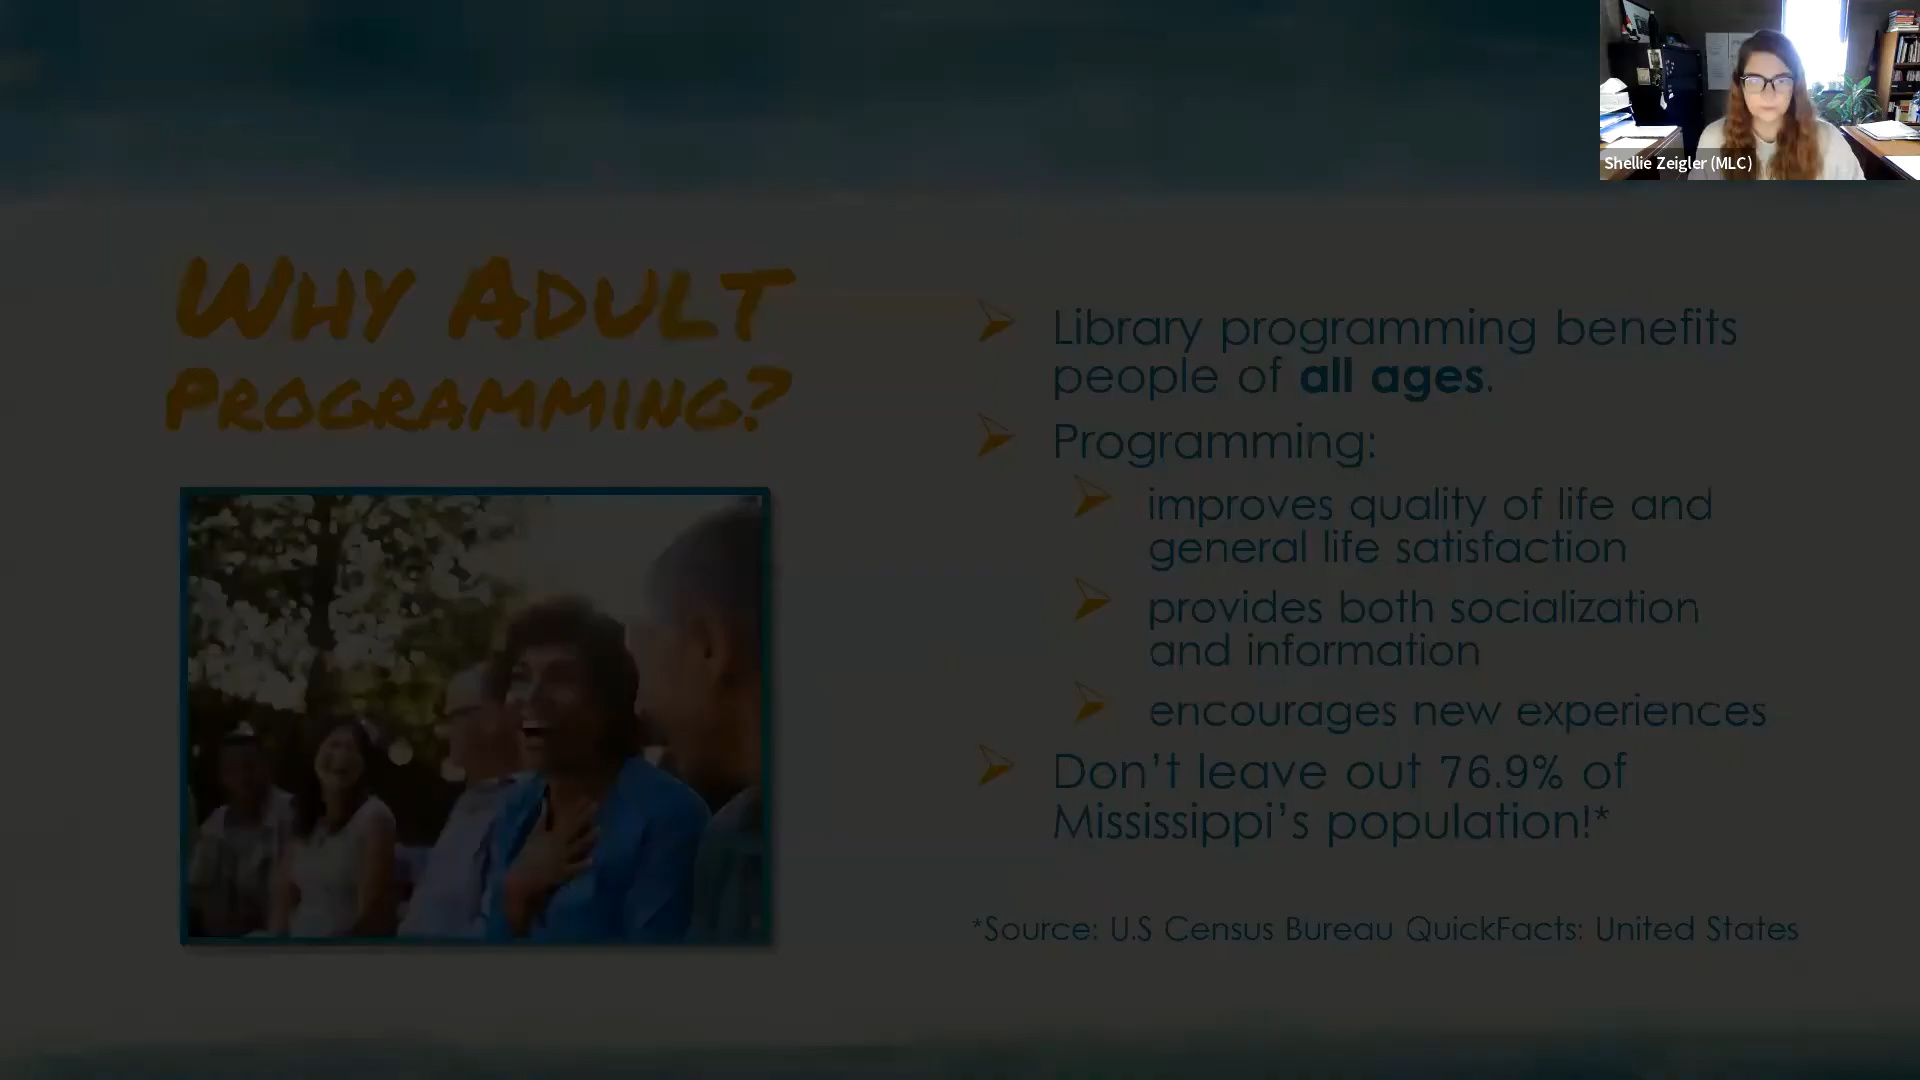 Shellie Zeigler (MLC)
WHY ADULT
PROGRAMMING?
Library programming benefits
people of all ages.
Programming:
improves quality of life and
general life satisfaction
provides both socialization
and information
encourages new experiences
Don't leave out 76.9% of
Mississippi's population!*
*Source: U.S Census Bureau QuickFacts: United States